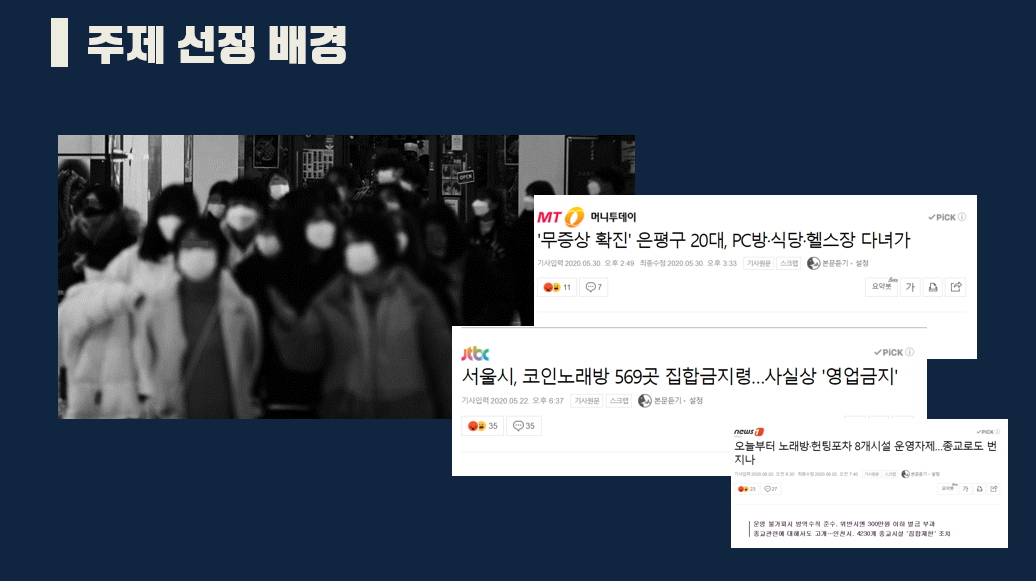 주제 선정 배경
OPEN
MT 머니투데이
PiCK
'무증상 확진' 은평구 20대, PC방·식당·헬스장 다녀가
기사입력 2020.05.30. 오후 2:49 최종수정 2020.05.30. 오후 3:33 기사원문 스크랩 본문듣기 · 설정
11 7 요약봇 beta 가
Jtbc
PiCK
서울시, 코인노래방 569곳 집합금지령…사실상 '영업금지'
기사입력 2020.05.22. 오후 6:37 기사원문 스크랩 본문듣기 · 설정
35 35
news1
PiCK
오늘부터 노래방·헌팅포차 8개시설 운영자제…종교로도 번
지나
기사입력 2020.06.02. 오전 6:30 최종수정 2020.06.02. 오전 7:40 기사원문 스크랩 본문듣기 · 설정
23 27 요약봇 beta 가
운영 불가피시 방역수칙 준수, 위반시엔 300만원 이하 벌금 부과
종교관련에 대해서도 고개…인천시, 4230개 종교시설 '집합제한' 조치